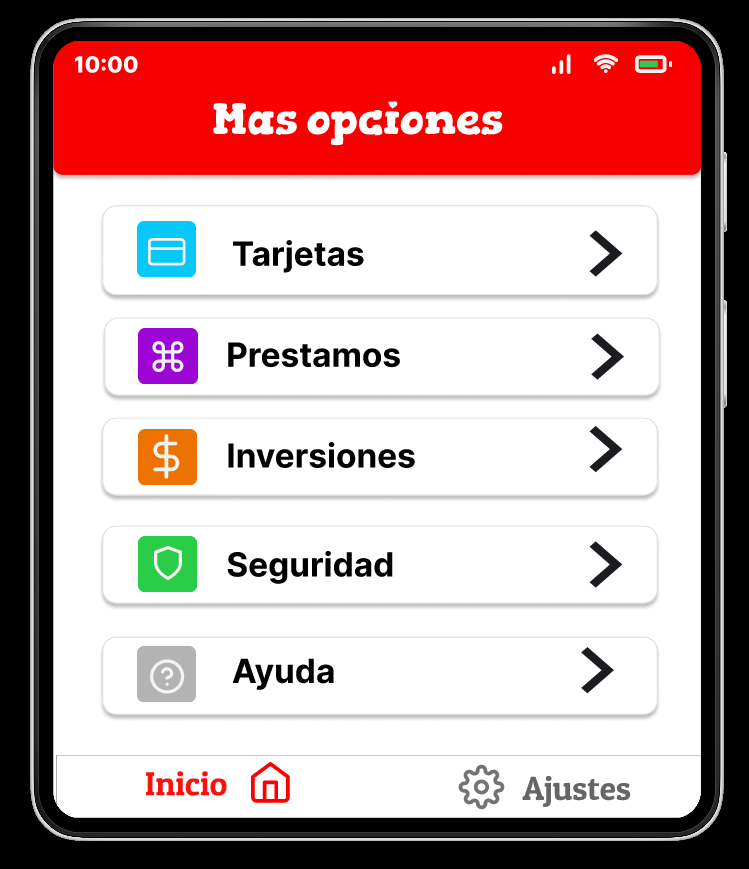 10:00
Mas opciones
Tarjetas
Prestamos
Inversiones
Seguridad
Ayuda
Inicio
Ajustes